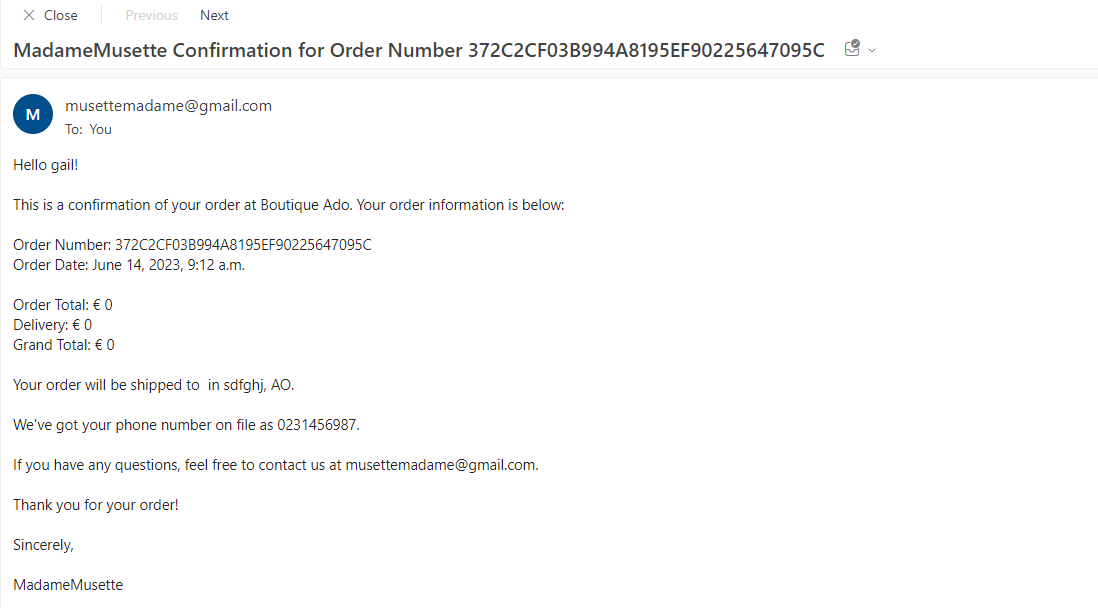 Close
Previous
Next
MadameMusette Confirmation for Order Number 372C2CF03B994A8195EF90225647095C
M
musettemadame@gmail.com
To: You
Hello gail!
This is a confirmation of your order at Boutique Ado. Your order information is below:
Order Number: 372C2CF03B994A8195EF90225647095C
Order Date: June 14, 2023, 9:12 a.m.
Order Total: € 0
Delivery: € 0
Grand Total: € 0
Your order will be shipped to  in sdfghj, AO.
We've got your phone number on file as 0231456987.
If you have any questions, feel free to contact us at musettemadame@gmail.com.
Thank you for your order!
Sincerely,
MadameMusette